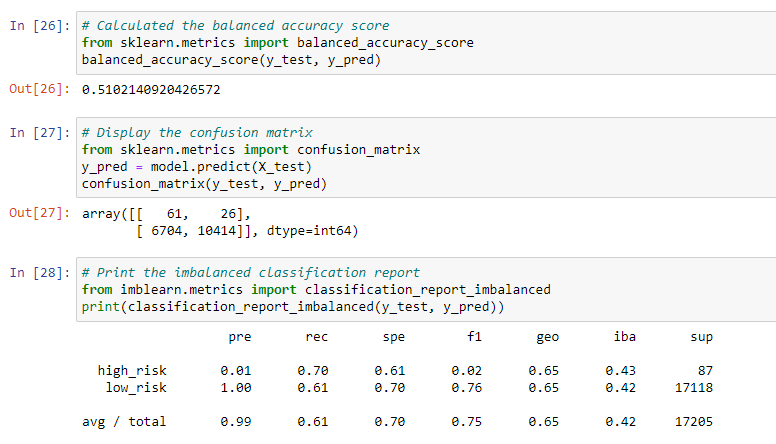 In [26]: # Calculated the balanced accuracy score
from sklearn.metrics import balanced_accuracy_score
balanced_accuracy_score(y_test, y_pred)
Out[26]: 0.5102140920426572
In [27]: # Display the confusion matrix
from sklearn.metrics import confusion_matrix
y_pred = model.predict(X_test)
confusion_matrix(y_test, y_pred)
Out[27]: array([[   61,    26],
       [ 6704, 10414]], dtype=int64)
In [28]: # Print the imbalanced classification report
from imblearn.metrics import classification_report_imbalanced
print(classification_report_imbalanced(y_test, y_pred))
pre rec spe f1 geo iba sup
high_risk 0.01 0.70 0.61 0.02 0.65 0.43 87
low_risk 1.00 0.61 0.70 0.76 0.65 0.42 17118
avg / total 0.99 0.61 0.70 0.75 0.65 0.42 17205